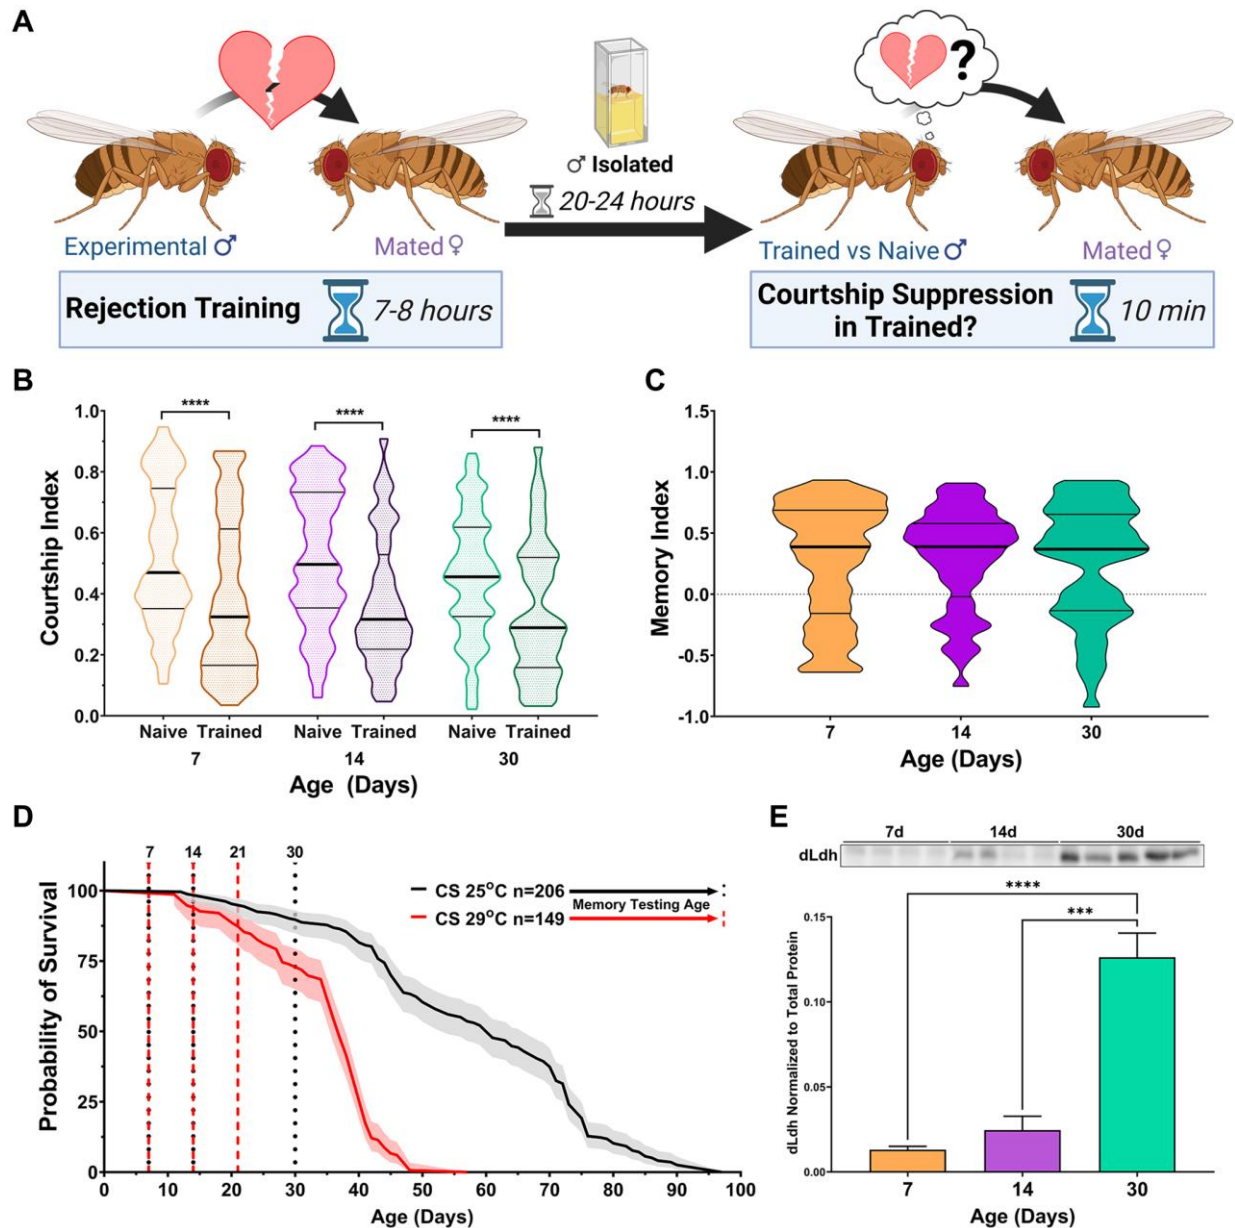 A
?
♂ Isolated
20-24 hours
Experimental ♂
Mated ♀
Trained vs Naive ♂
Mated ♀
Rejection Training
7-8 hours
Courtship Suppression
in Trained?
10 min
B
Courtship Index
1.0
0.8
0.6
0.4
0.2
0.0
****
****
****
Naive Trained
Naive Trained
Naive Trained
7
14
30
Age (Days)
C
Memory Index
1.5
1.0
0.5
0.0
-0.5
-1.0
7
14
30
Age (Days)
D
7
14
21
30
CS 25°C n=206
Memory Testing Age
CS 29°C n=149
Probability of Survival
100
75
50
25
0
0
10
20
30
40
50
60
70
80
90
100
Age (Days)
E
7d
14d
30d
dLdh
****
***
dLdh Normalized to Total Protein
0.15
0.10
0.05
0.00
7
14
30
Age (Days)